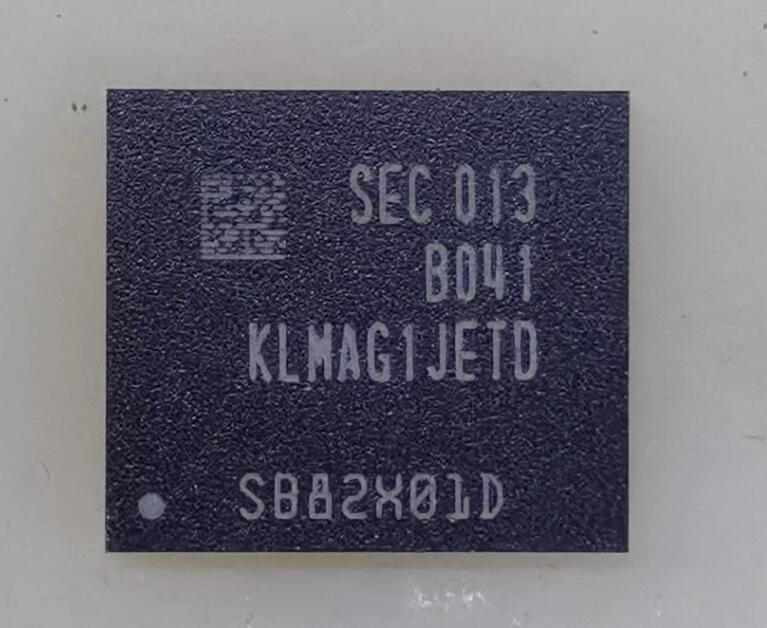 SEC 013
B041
KLMAG1JETD
SB82X01D